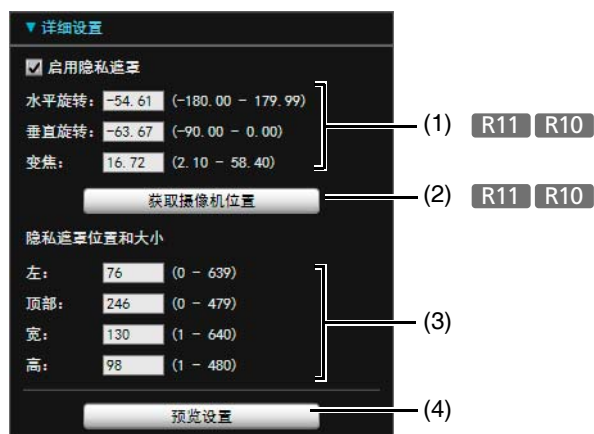 ▼ 详细设置
启用隐私遮罩
水平旋转： -54.61 (-180.00 - 179.99)
垂直旋转： -63.67 (-90.00 - 0.00)
变焦： 16.72 (2.10 - 58.40)
(1) R11 R10
获取摄像机位置
(2) R11 R10
隐私遮罩位置和大小
左： 76 (0 - 639)
顶部： 246 (0 - 479)
宽： 130 (1 - 640)
高： 98 (1 - 480)
(3)
预览设置
(4)